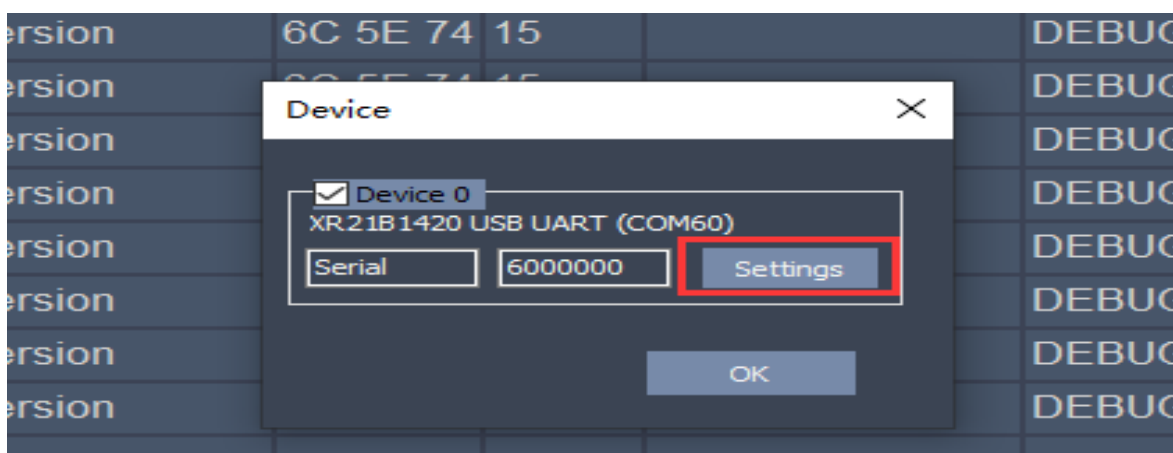 ersion 6C 5E 74 15 DEBUG
ersion DEBUG
Device
ersion DEBUG
Device 0
ersion DEBUG
XR21B1420 USB UART (COM60)
ersion DEBUG
Serial 6000000 Settings
ersion DEBUG
ersion DEBUG
OK
ersion DEBUG